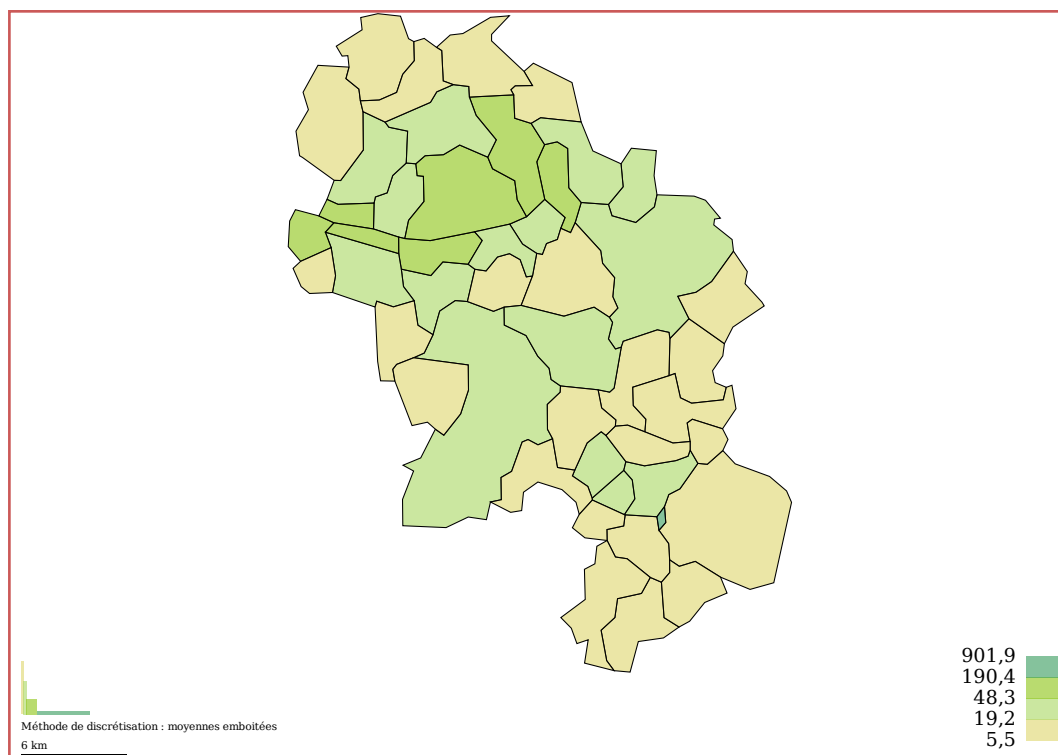 901,9
190,4
48,3
19,2
5,5
Méthode de discrétisation : moyennes emboitées
6 km